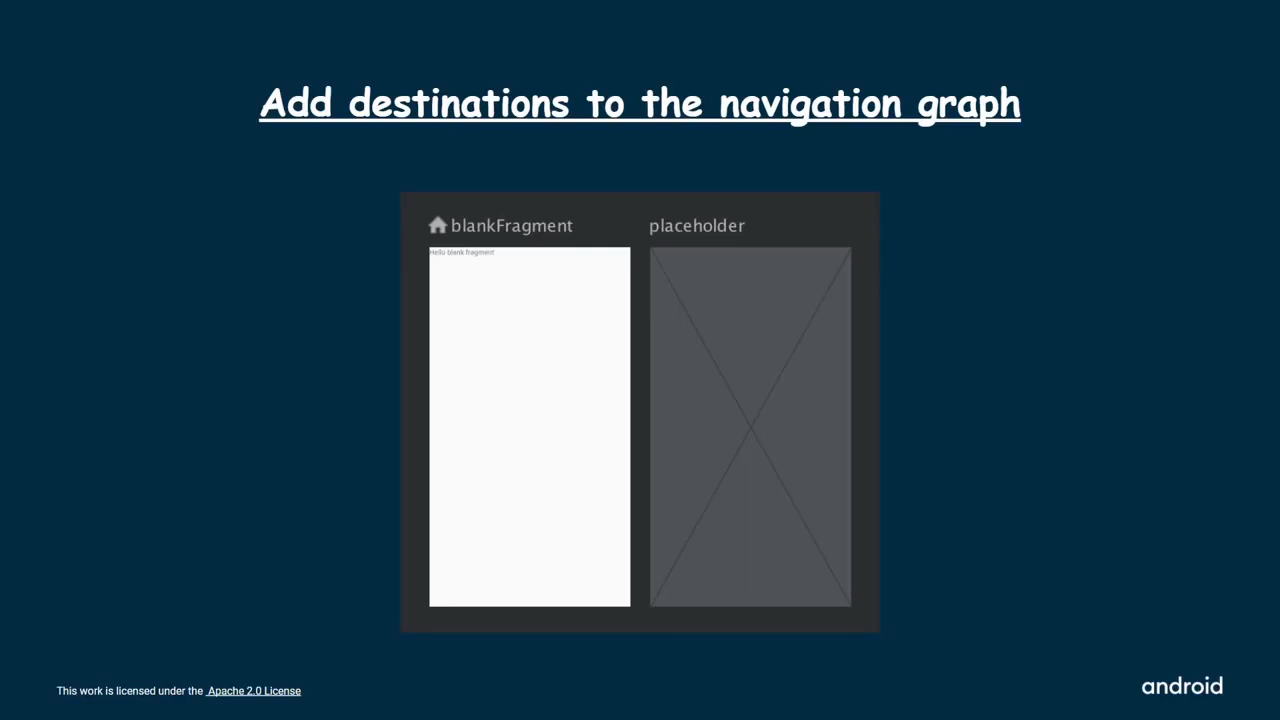 Add destinations to the navigation graph
blankFragment
placeholder
Hello blank fragment
This work is licensed under the Apache 2.0 License
android